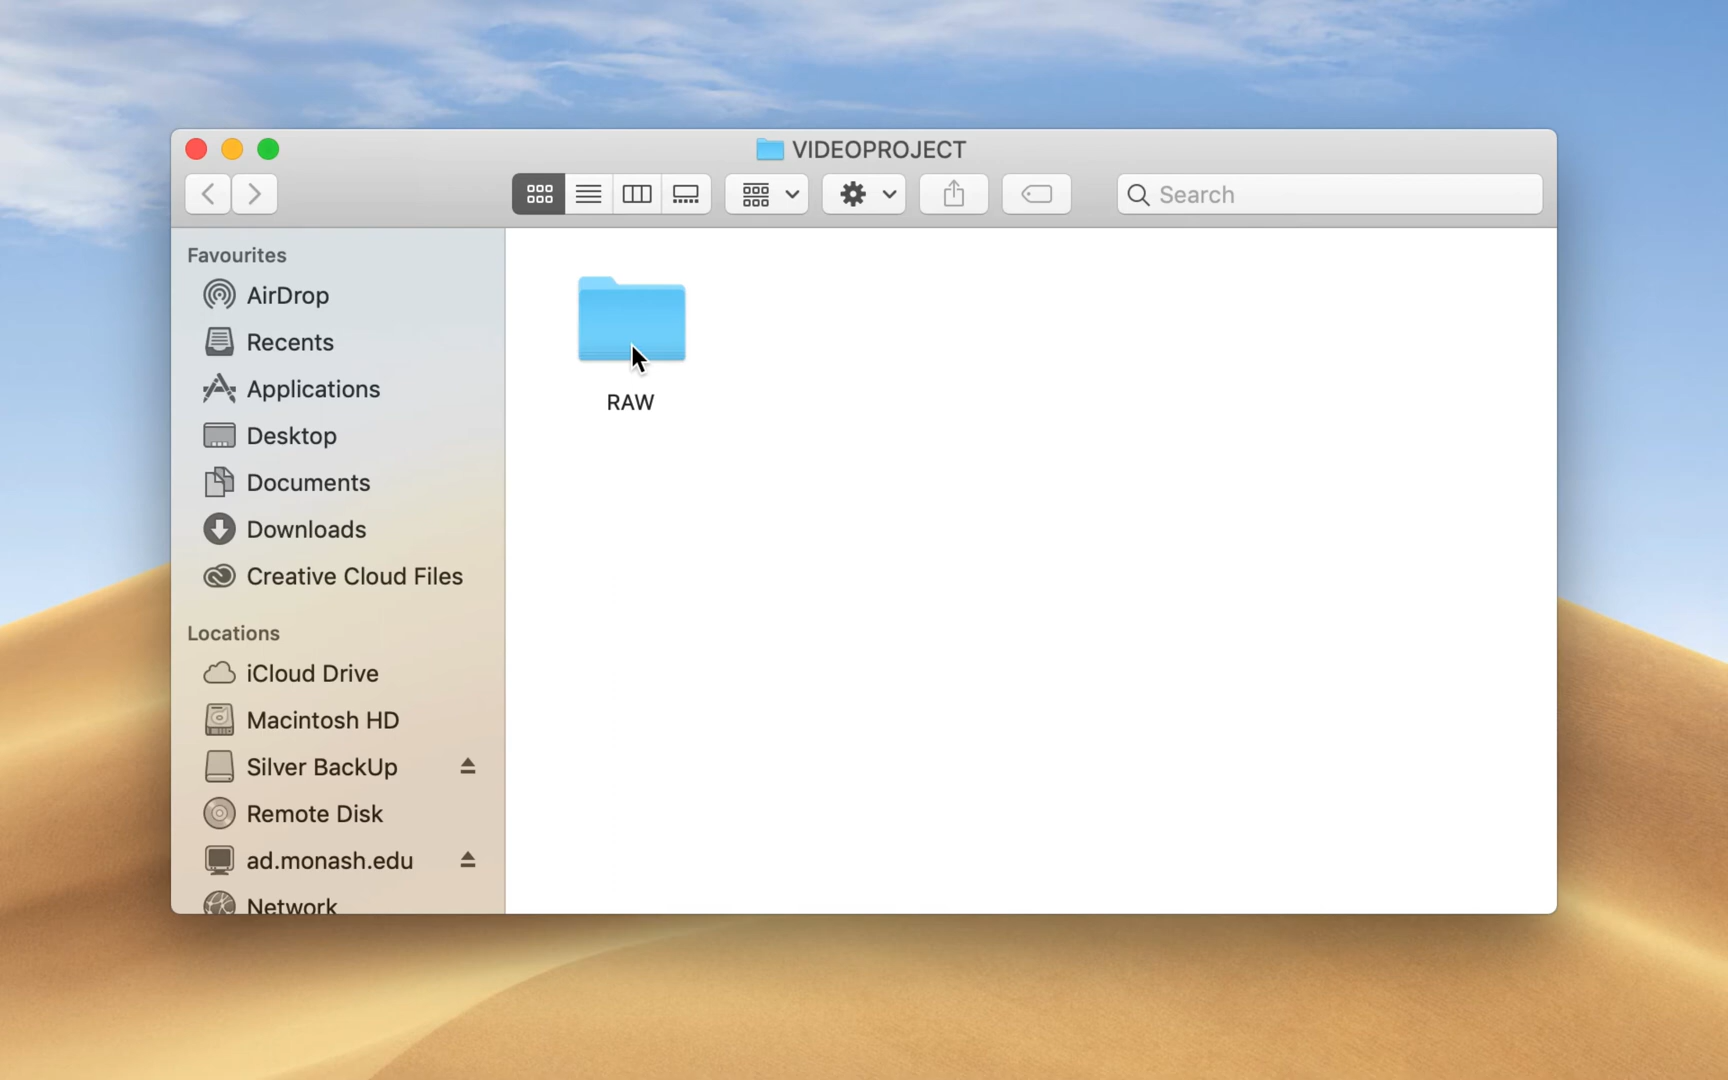 VIDEOPROJECT
Search
Favourites
AirDrop
Recents
Applications
Desktop
Documents
Downloads
Creative Cloud Files
Locations
iCloud Drive
Macintosh HD
Silver BackUp
Remote Disk
ad.monash.edu
Network
RAW